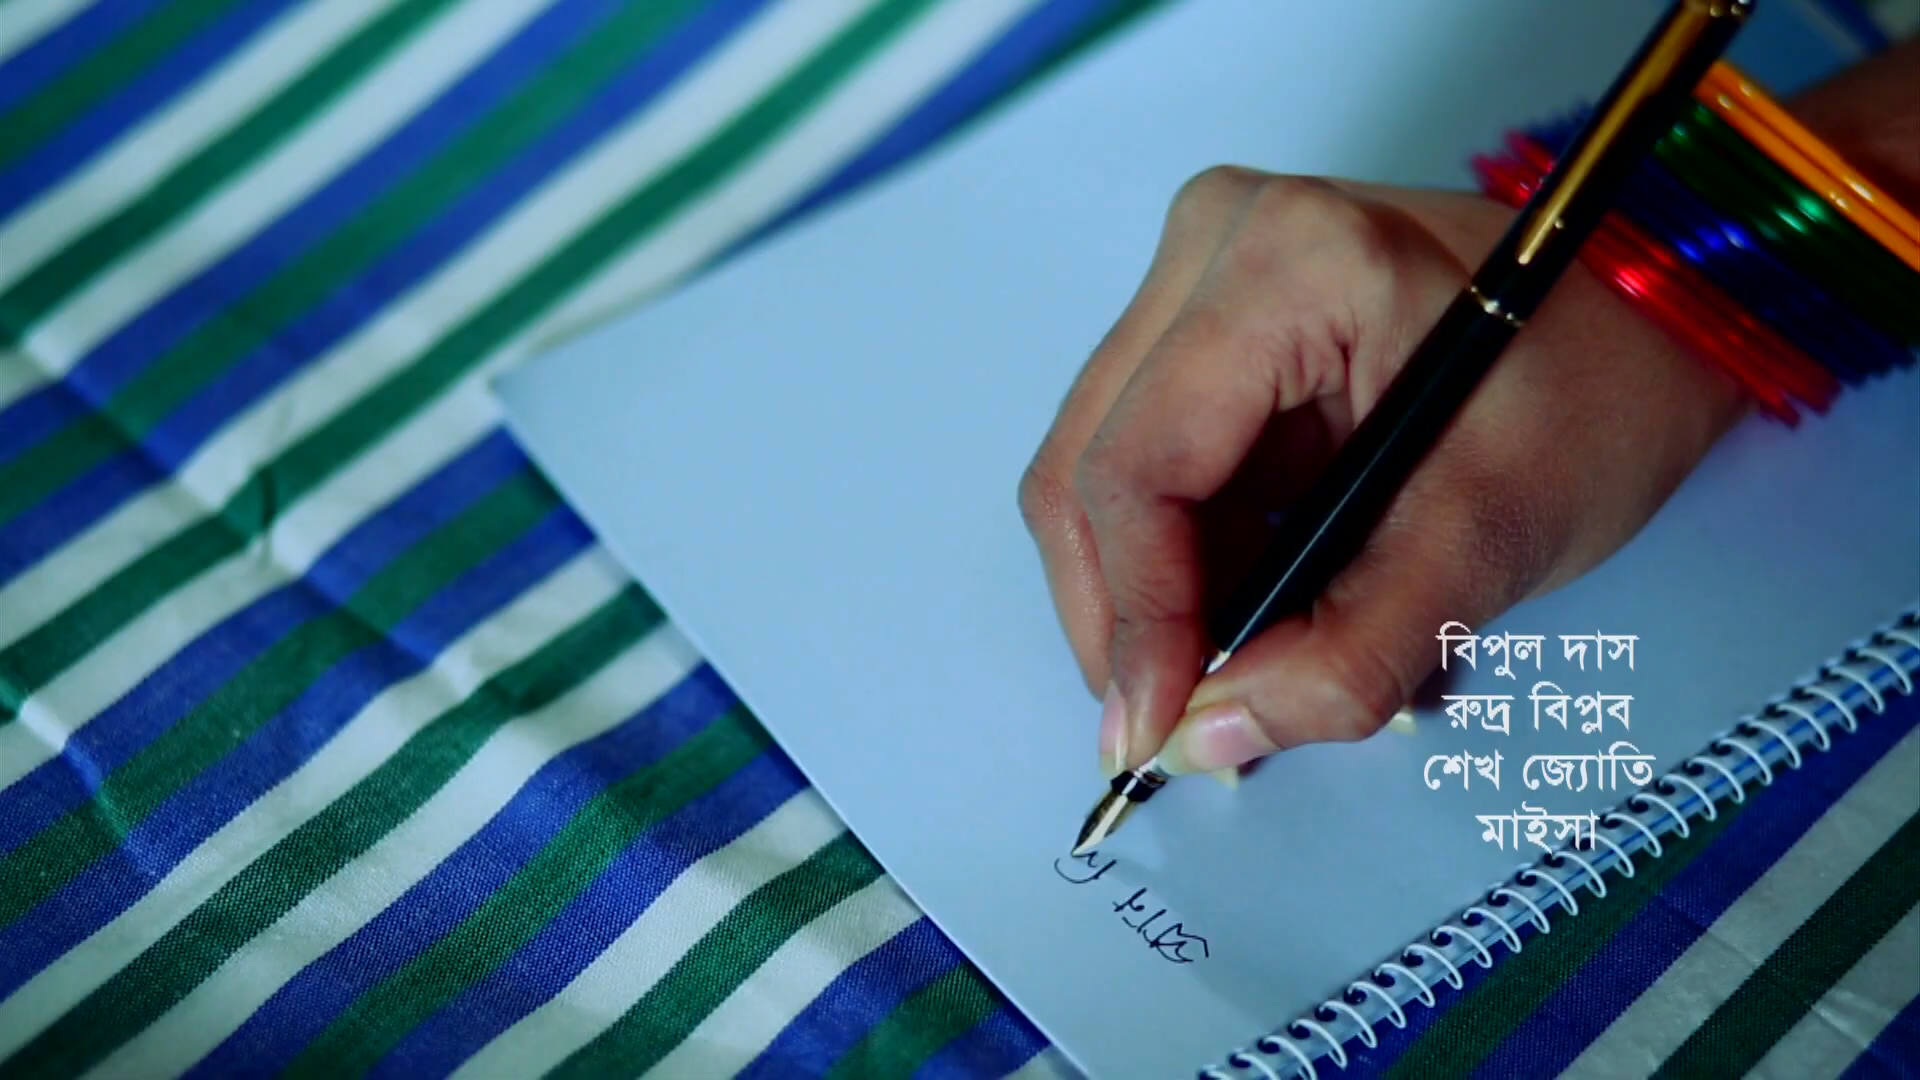 বিপুল দাস
রুদ্র বিপ্লব
শেখ জ্যোতি
মাইসা